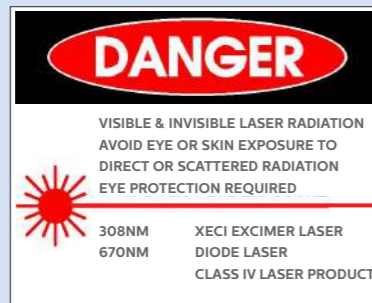 DANGER
VISIBLE & INVISIBLE LASER RADIATION
AVOID EYE OR SKIN EXPOSURE TO
DIRECT OR SCATTERED RADIATION
EYE PROTECTION REQUIRED
308NM XECI EXCIMER LASER
670NM DIODE LASER
CLASS IV LASER PRODUCT